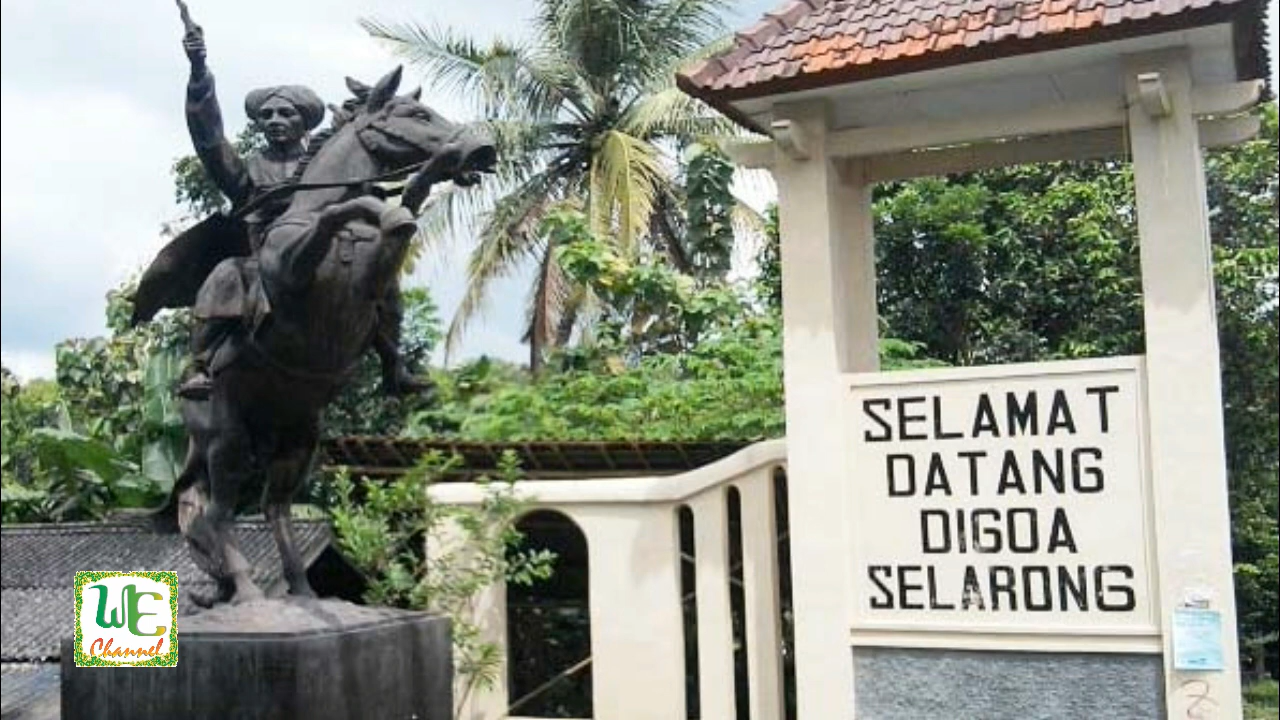 SELAMAT
DATANG
DIGOA
SELARONG
WE
Channel